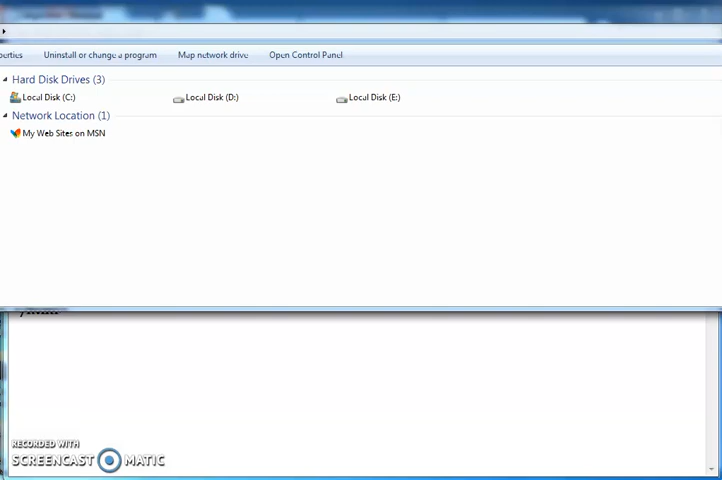 perties Uninstall or change a program Map network drive Open Control Panel
Hard Disk Drives (3)
Local Disk (C:) Local Disk (D:) Local Disk (E:)
Network Location (1)
My Web Sites on MSN
RECORDED WITH
SCREENCAST MATIC